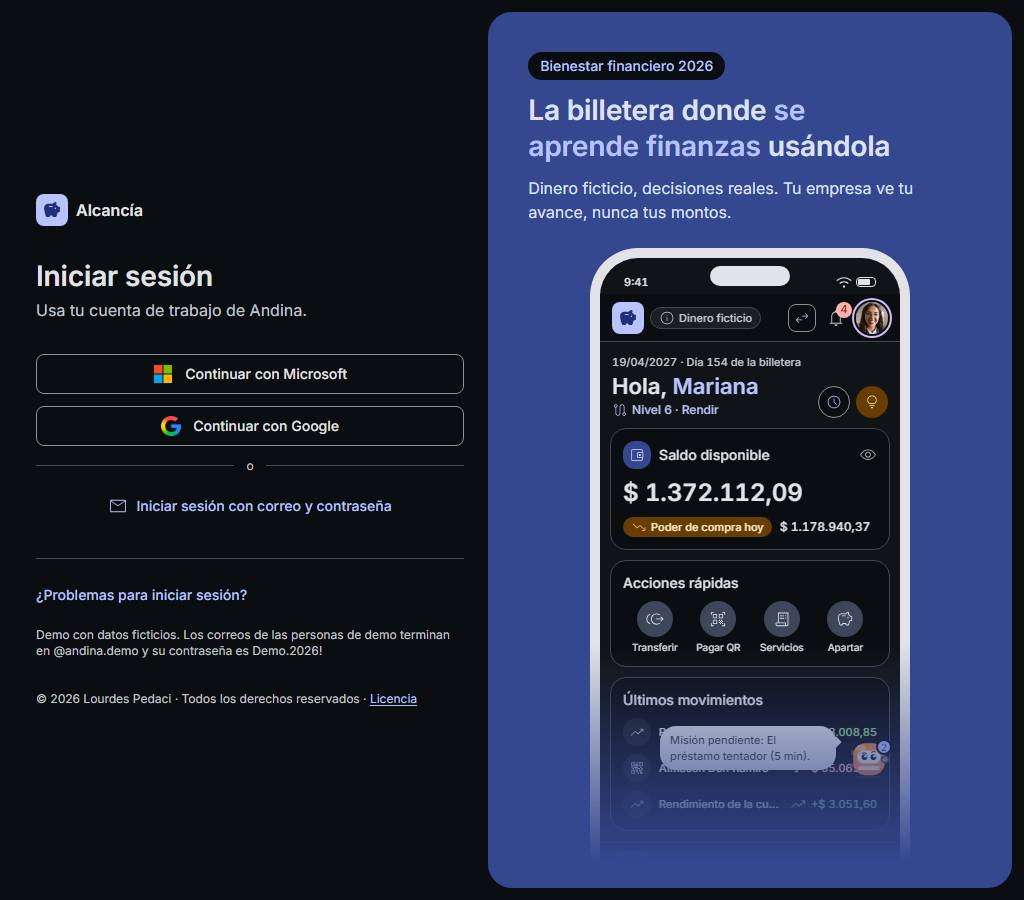 Alcancía
Iniciar sesión
Usa tu cuenta de trabajo de Andina.
Continuar con Microsoft
Continuar con Google
o
Iniciar sesión con correo y contraseña
¿Problemas para iniciar sesión?
Demo con datos ficticios. Los correos de las personas de demo terminan
en @andina.demo y su contraseña es Demo.2026!
© 2026 Lourdes Pedaci · Todos los derechos reservados · Licencia
Bienestar financiero 2026
La billetera donde se
aprende finanzas usándola
Dinero ficticio, decisiones reales. Tu empresa ve tu
avance, nunca tus montos.
9:41
Dinero ficticio
4
19/04/2027 · Día 154 de la billetera
Hola, Mariana
Nivel 6 · Rendir
Saldo disponible
$ 1.372.112,09
Poder de compra hoy $ 1.178.940,37
Acciones rápidas
Transferir Pagar QR Servicios Apartar
Últimos movimientos
Misión pendiente: El
préstamo tentador (5 min).
2
Rendimiento de la cu... +$ 3.051,60